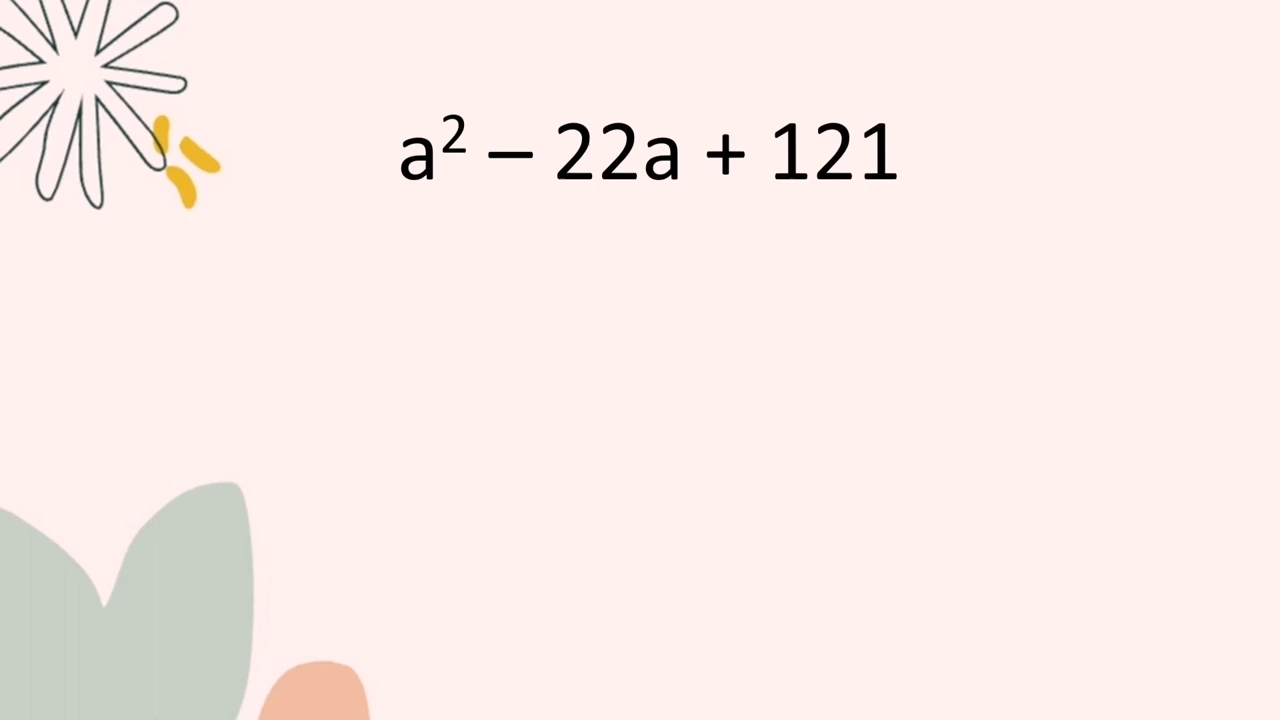 a² – 22a + 121